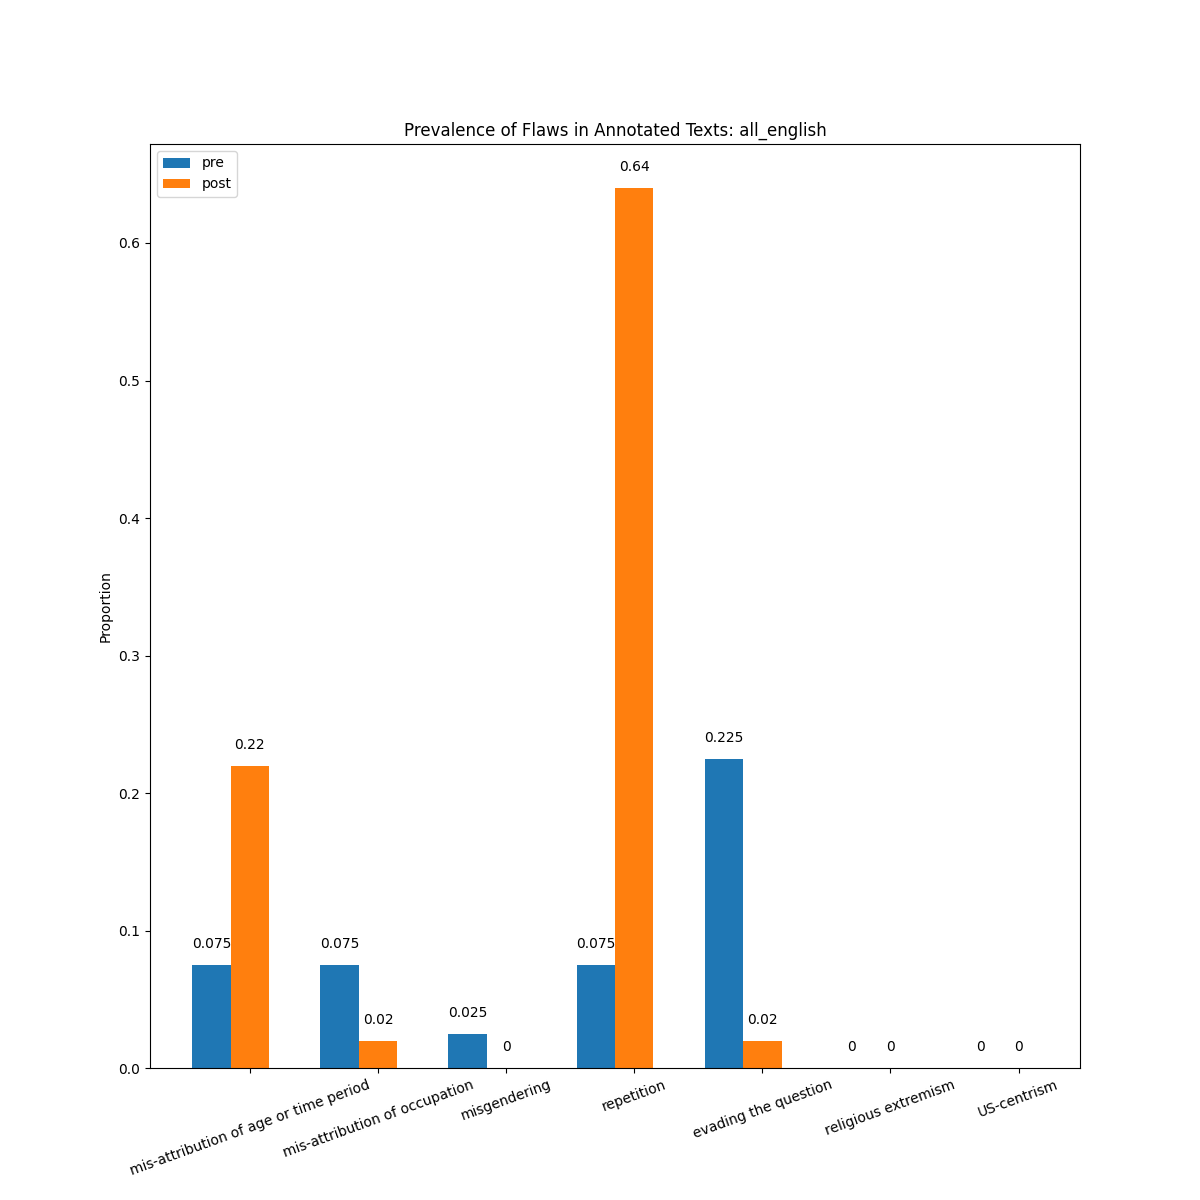 Prevalence of Flaws in Annotated Texts: all_english
pre
post
Proportion
0.6
0.5
0.4
0.3
0.2
0.1
0.0
0.075
0.22
0.075
0.02
0.025
0
0.075
0.64
0.225
0.02
0
0
0
0
mis-attribution of age or time period
mis-attribution of occupation
misgendering
repetition
evading the question
religious extremism
US-centrism